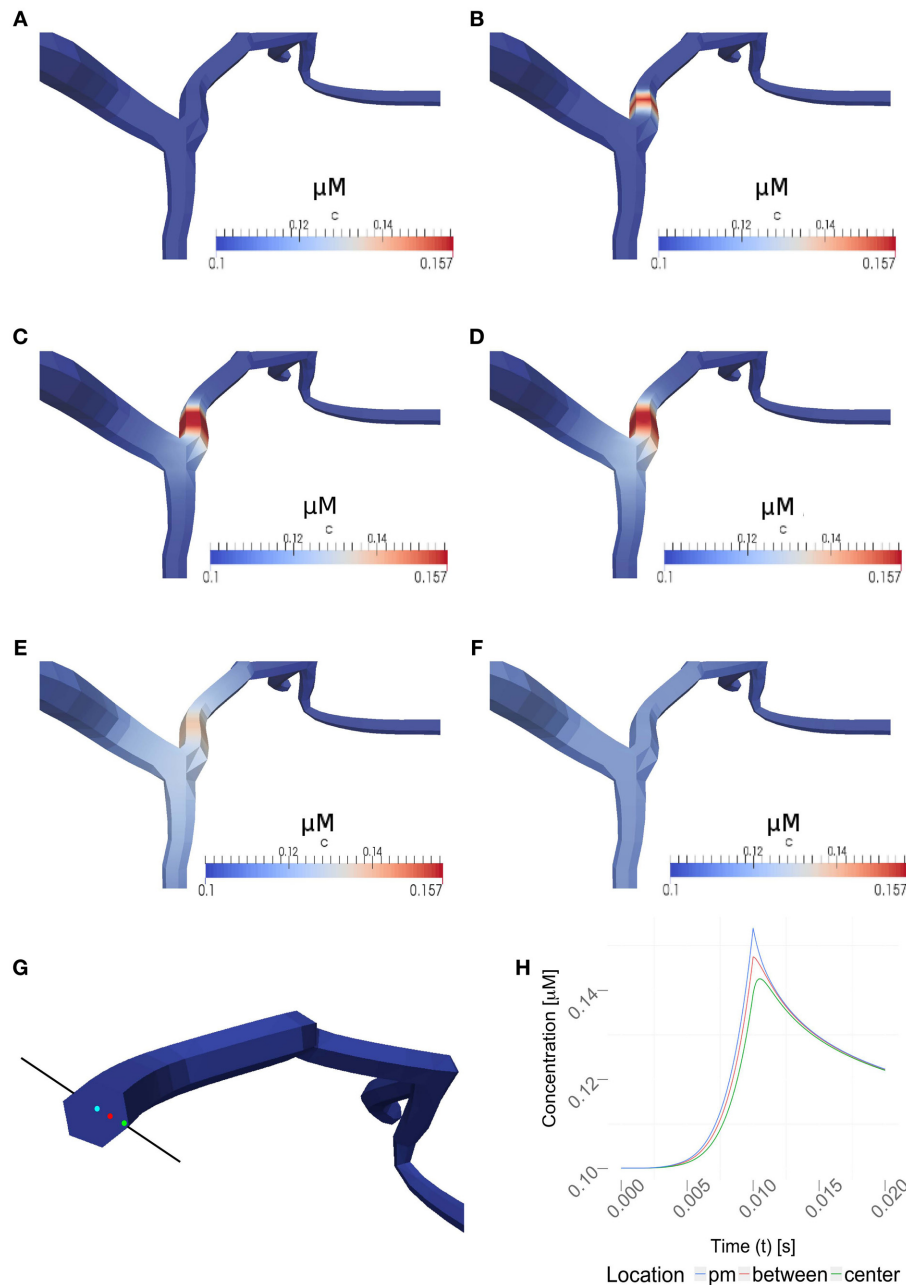 A
B
μM
c
0.12
0.14
0.1
0.157
μM
c
0.12
0.14
0.1
0.157
C
D
μM
c
0.12
0.14
0.1
0.157
μM
c
0.12
0.14
0.1
0.157
E
F
μM
c
0.12
0.14
0.1
0.157
μM
c
0.12
0.14
0.1
0.157
G
H
Concentration [μM]
0.14
0.12
0.10
0.000
0.005
0.010
0.015
0.020
Time (t) [s]
Location pm between center